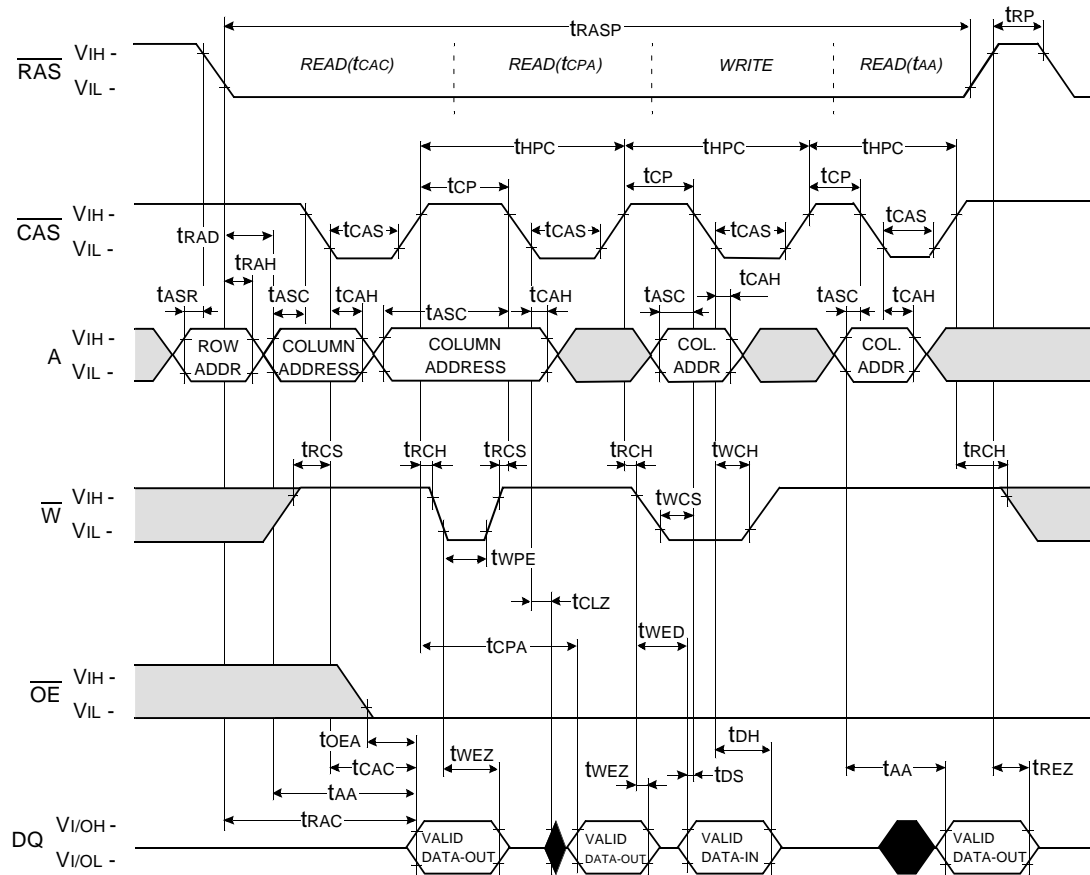 tRASP
tRP
RAS
VIH -
VIL -
READ(tCAC)
READ(tCPA)
WRITE
READ(tAA)
tHPC
tHPC
tHPC
tCP
tCP
tCP
CAS
VIH -
VIL -
tCAS
tCAS
tCAS
tCAS
tRAD
tRAH
tCAH
tASR
tASC
tCAH
tASC
tCAH
tASC
tASC
tCAH
A
VIH -
VIL -
ROW
ADDR
COLUMN
ADDRESS
COLUMN
ADDRESS
COL.
ADDR
COL.
ADDR
tRCS
tRCH
tRCS
tRCH
tWCH
tRCH
W
VIH -
VIL -
tWCS
tWPE
tCLZ
tCPA
tWED
OE
VIH -
VIL -
tOEA
tCAC
tAA
tRAC
tWEZ
tWEZ
tDH
tDS
tAA
tREZ
DQ
VI/OH -
VI/OL -
VALID
DATA-OUT
VALID
DATA-OUT
VALID
DATA-IN
VALID
DATA-OUT